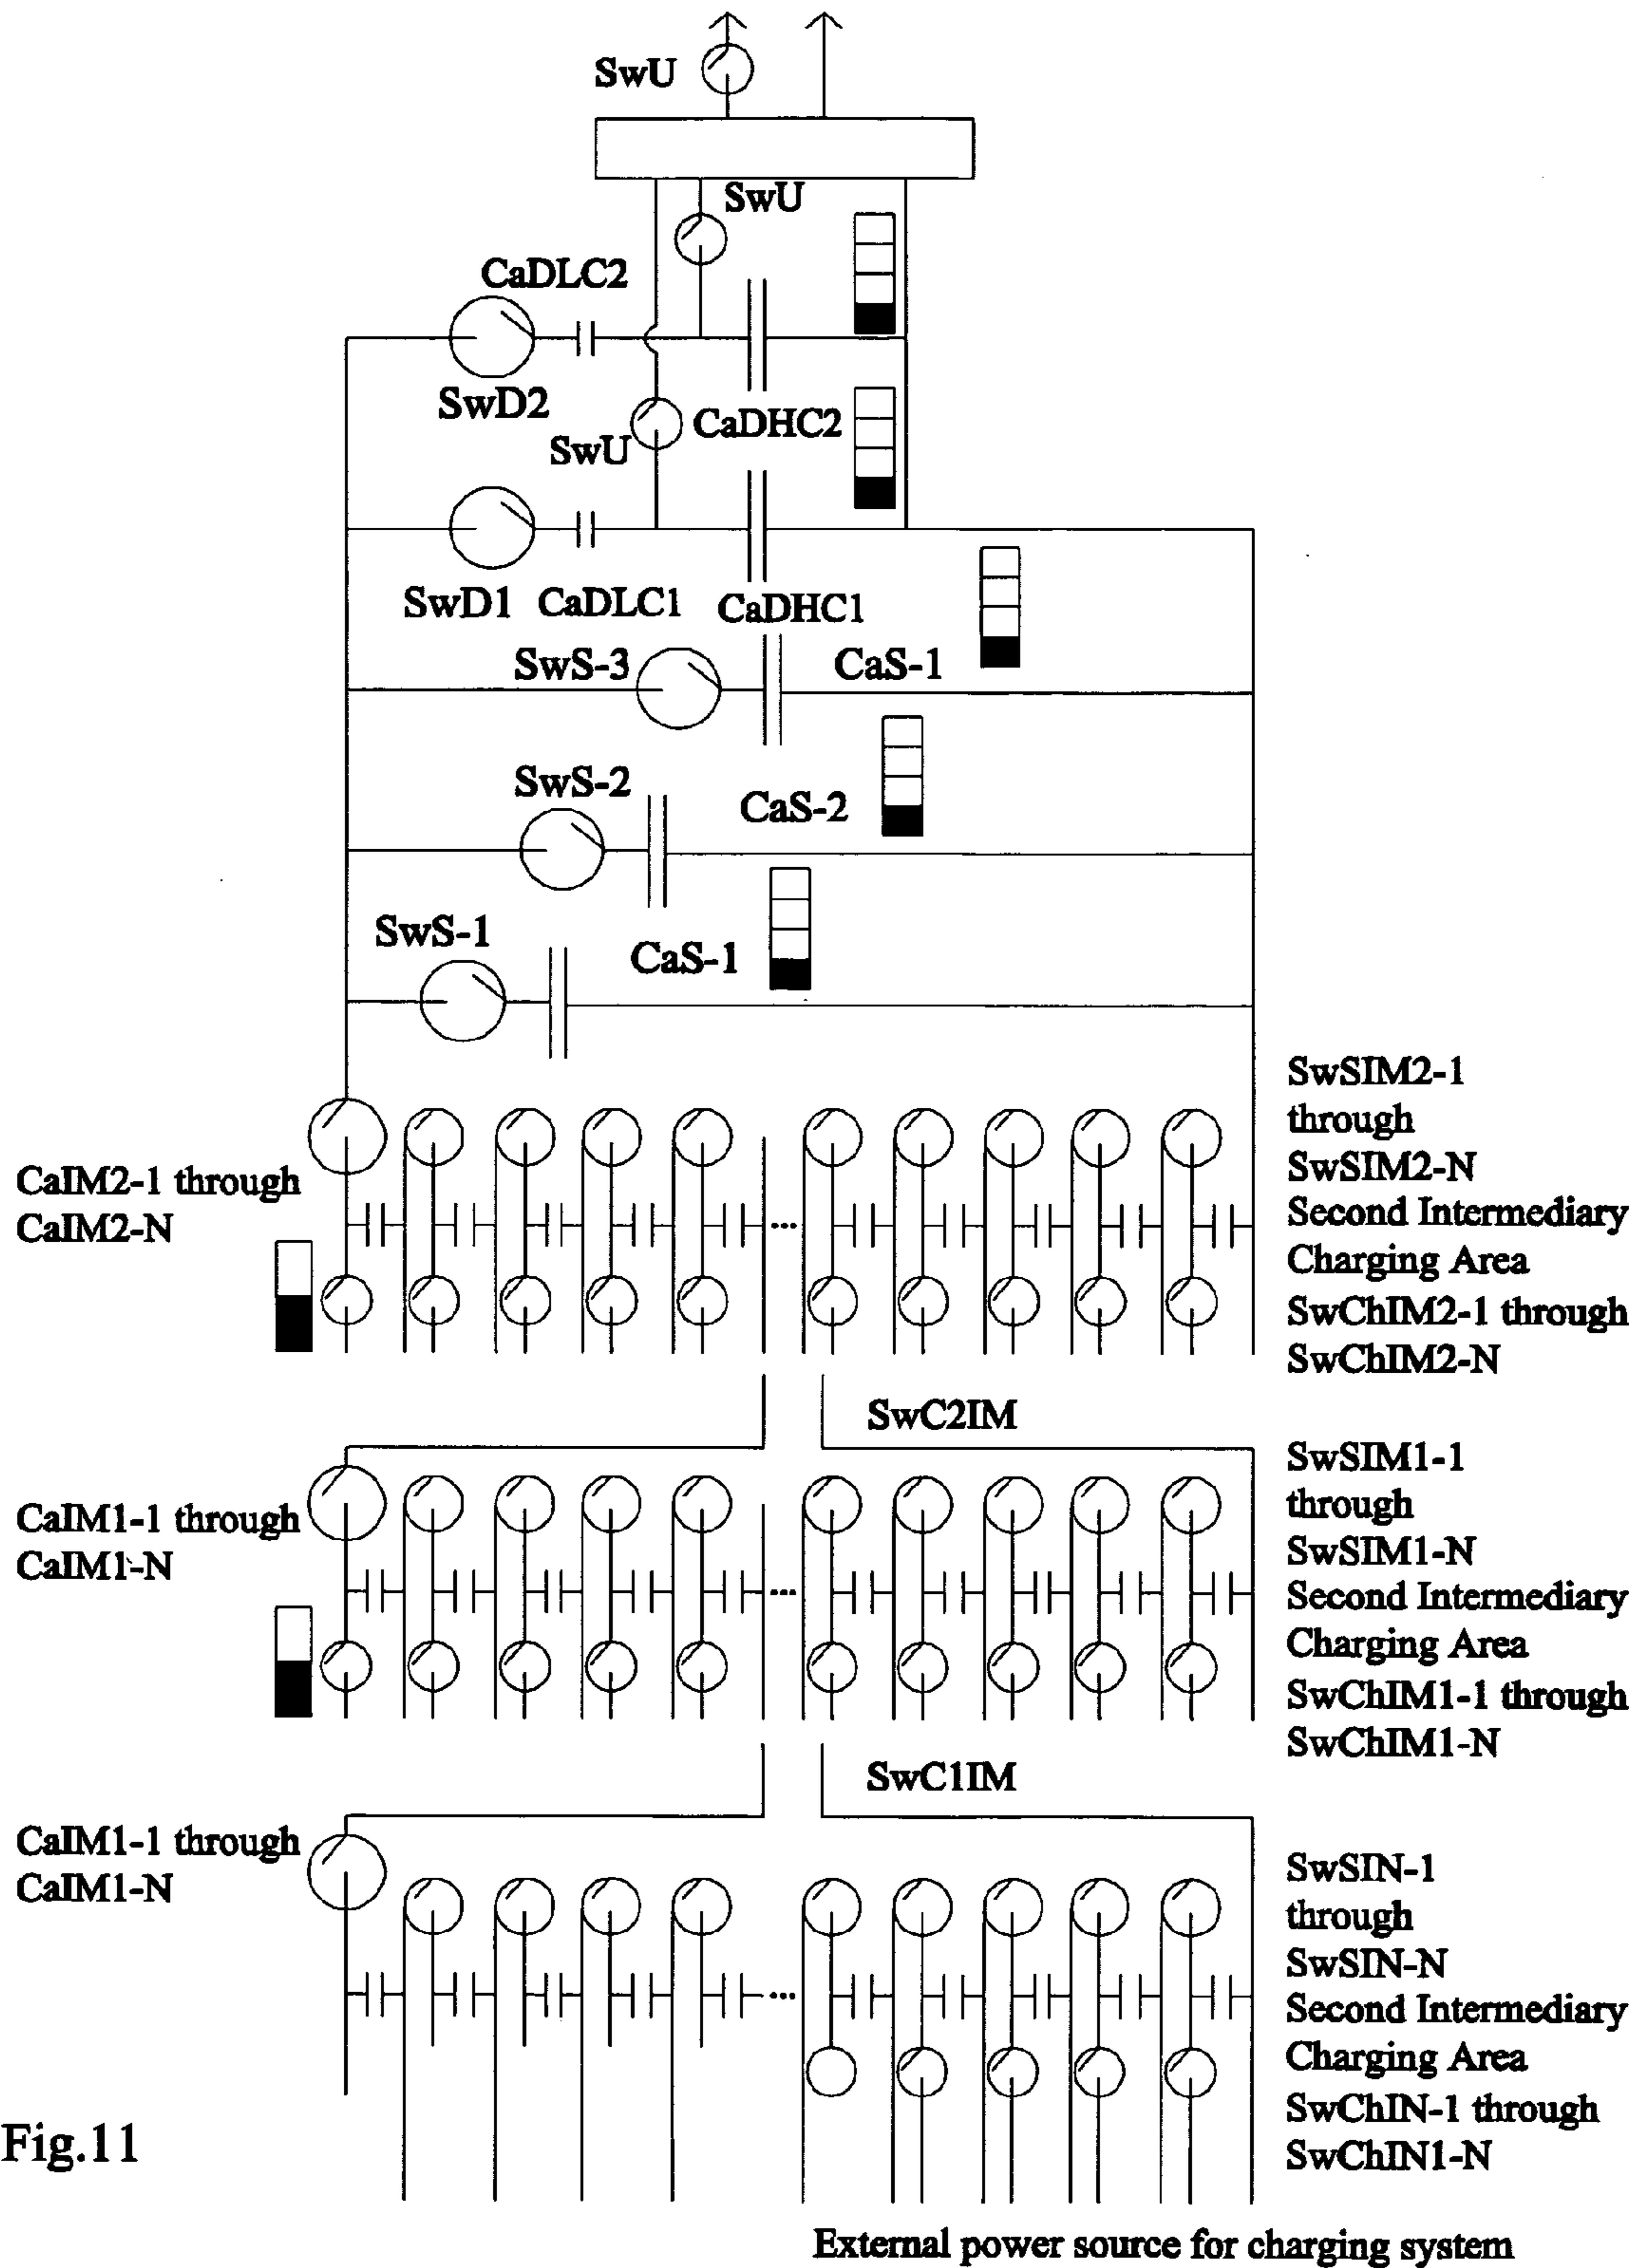 SwU
SwU
CaDLC2
SwD2
CaDHC2
SwU
SwD1
CaDLC1
CaDHC1
SwS-3
CaS-1
SwS-2
CaS-2
SwS-1
CaS-1
SwSIM2-1
through
SwSIM2-N
CaIM2-1 through
CaIM2-N
Second Intermediary
Charging Area
SwChIM2-1 through
SwChIM2-N
SwC2IM
SwSIM1-1
through
SwSIM1-N
CaIM1-1 through
CaIM1-N
Second Intermediary
Charging Area
SwChIM1-1 through
SwChIM1-N
SwC1IM
CaIM1-1 through
CaIM1-N
SwSIN-1
through
SwSIN-N
Second Intermediary
Charging Area
SwChIN-1 through
SwChIN1-N
...
...
...
Fig.11
External power source for charging system